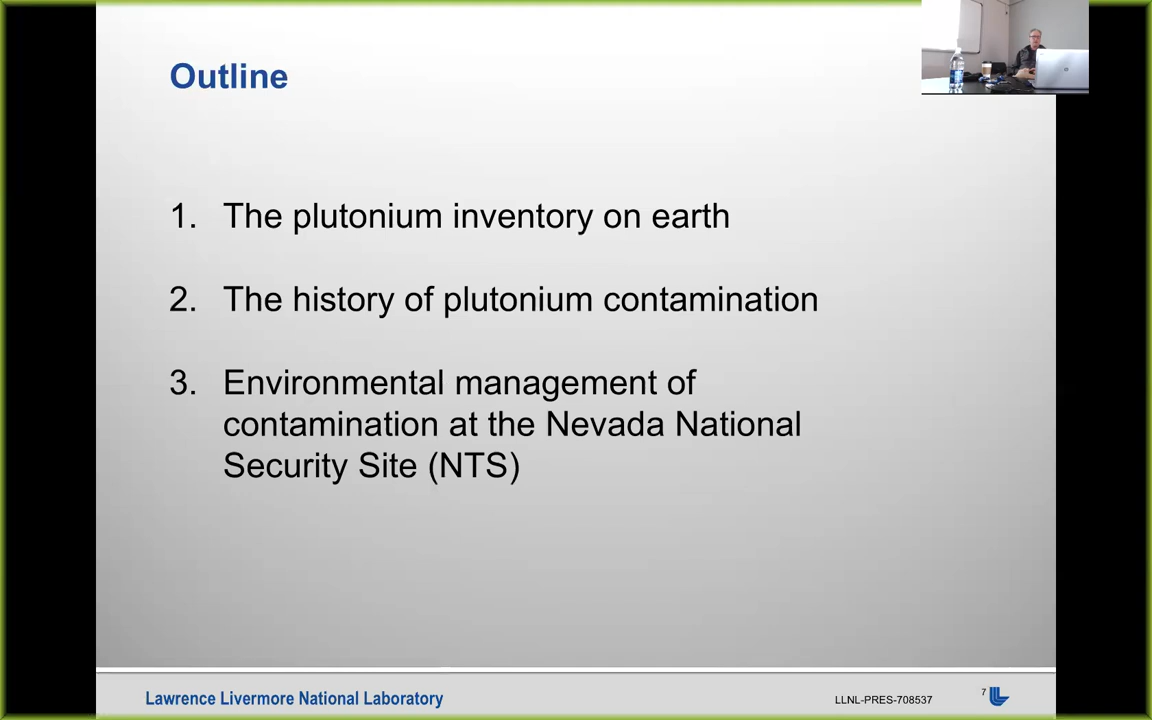 Outline
1. The plutonium inventory on earth
2. The history of plutonium contamination
3. Environmental management of
contamination at the Nevada National
Security Site (NTS)
Lawrence Livermore National Laboratory
LLNL-PRES-708537
7